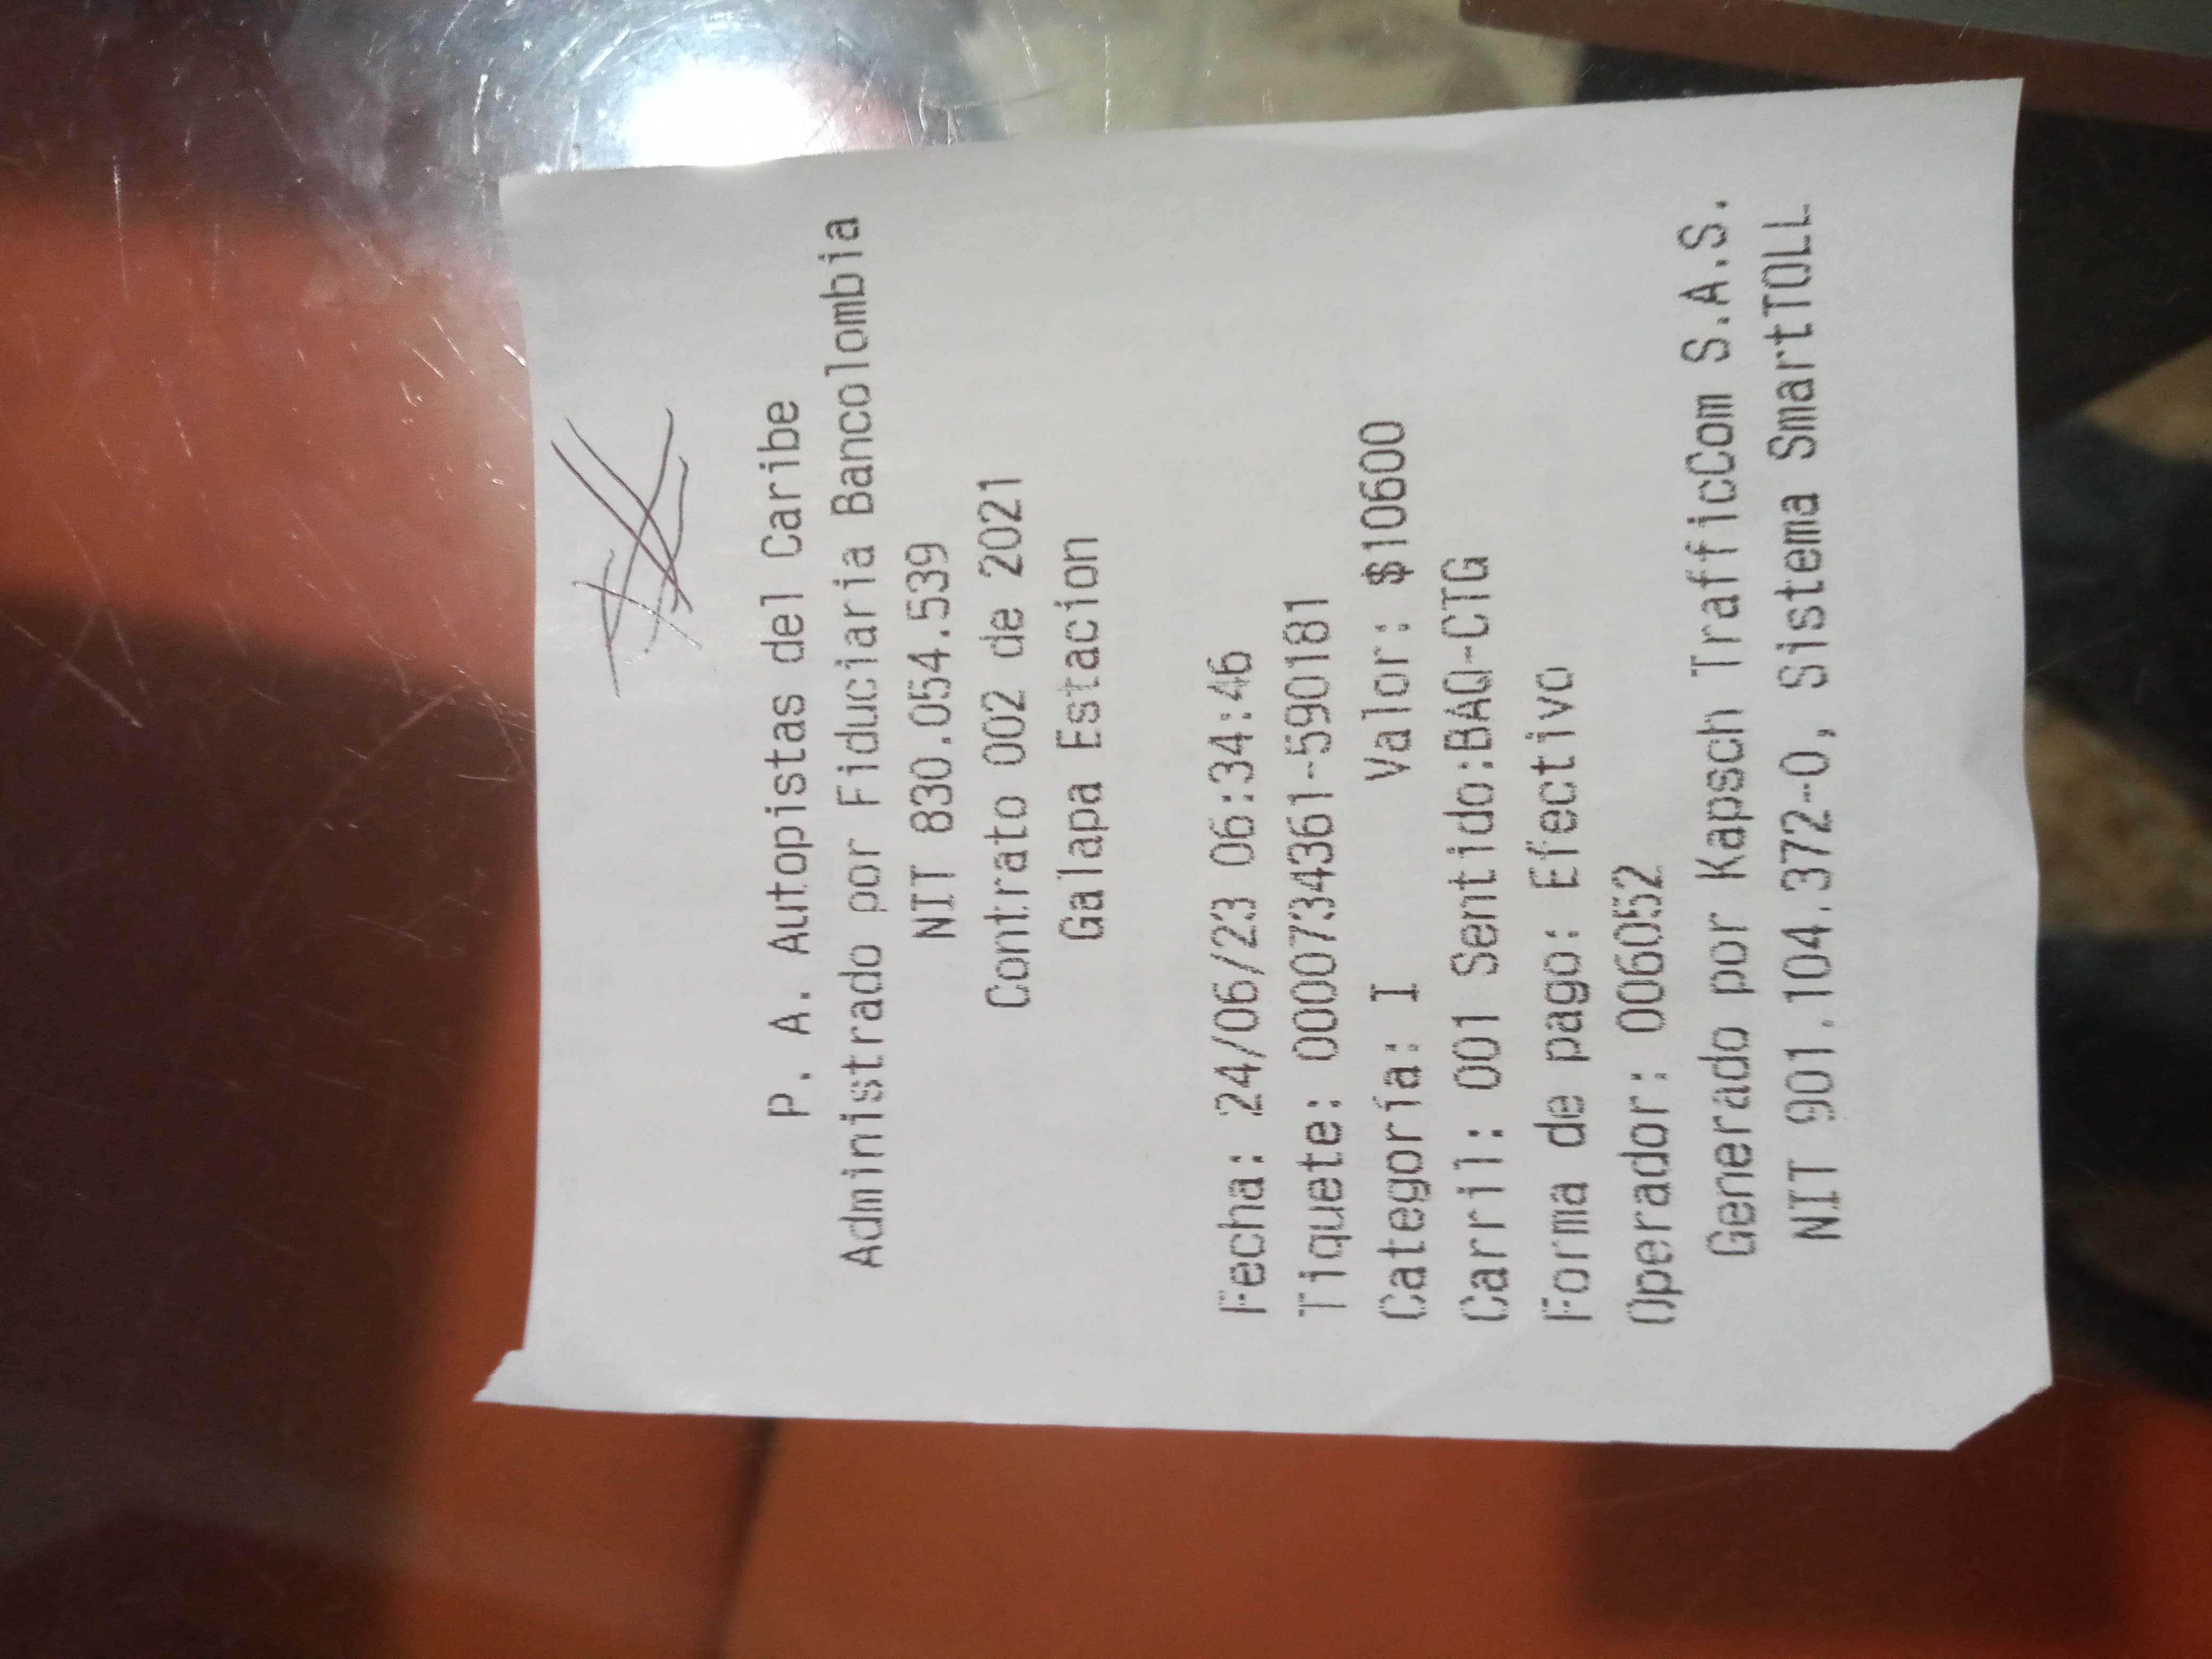 P. A. Autopistas del Caribe
Administrado por Fiduciaria Bancolombia
NIT 830.054.539
Contrato 002 de 2021
Galapa Estacion
Fecha: 24/06/23 06:34:46
Tiquete: 0000734361-590181
Categoría: I Valor: $10600
Carril: 001 Sentido:BAQ-CTG
Forma de pago: Efectivo
Operador: 006052
Generado por Kapsch TrafficCom S.A.S.
NIT 901.104.372-0, Sistema SmartTOLL